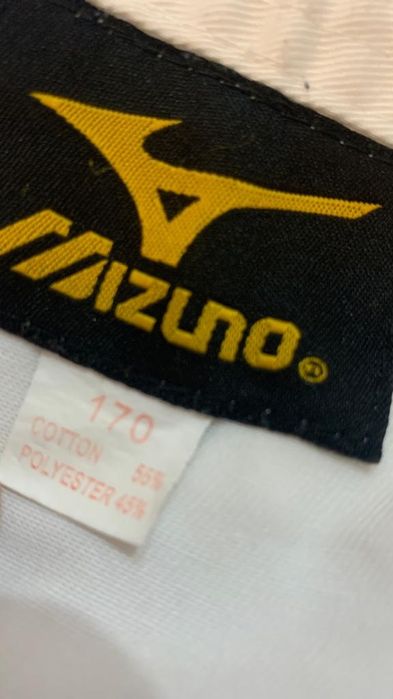 MIZUNO®
170
COTTON 55%
POLYESTER 45%